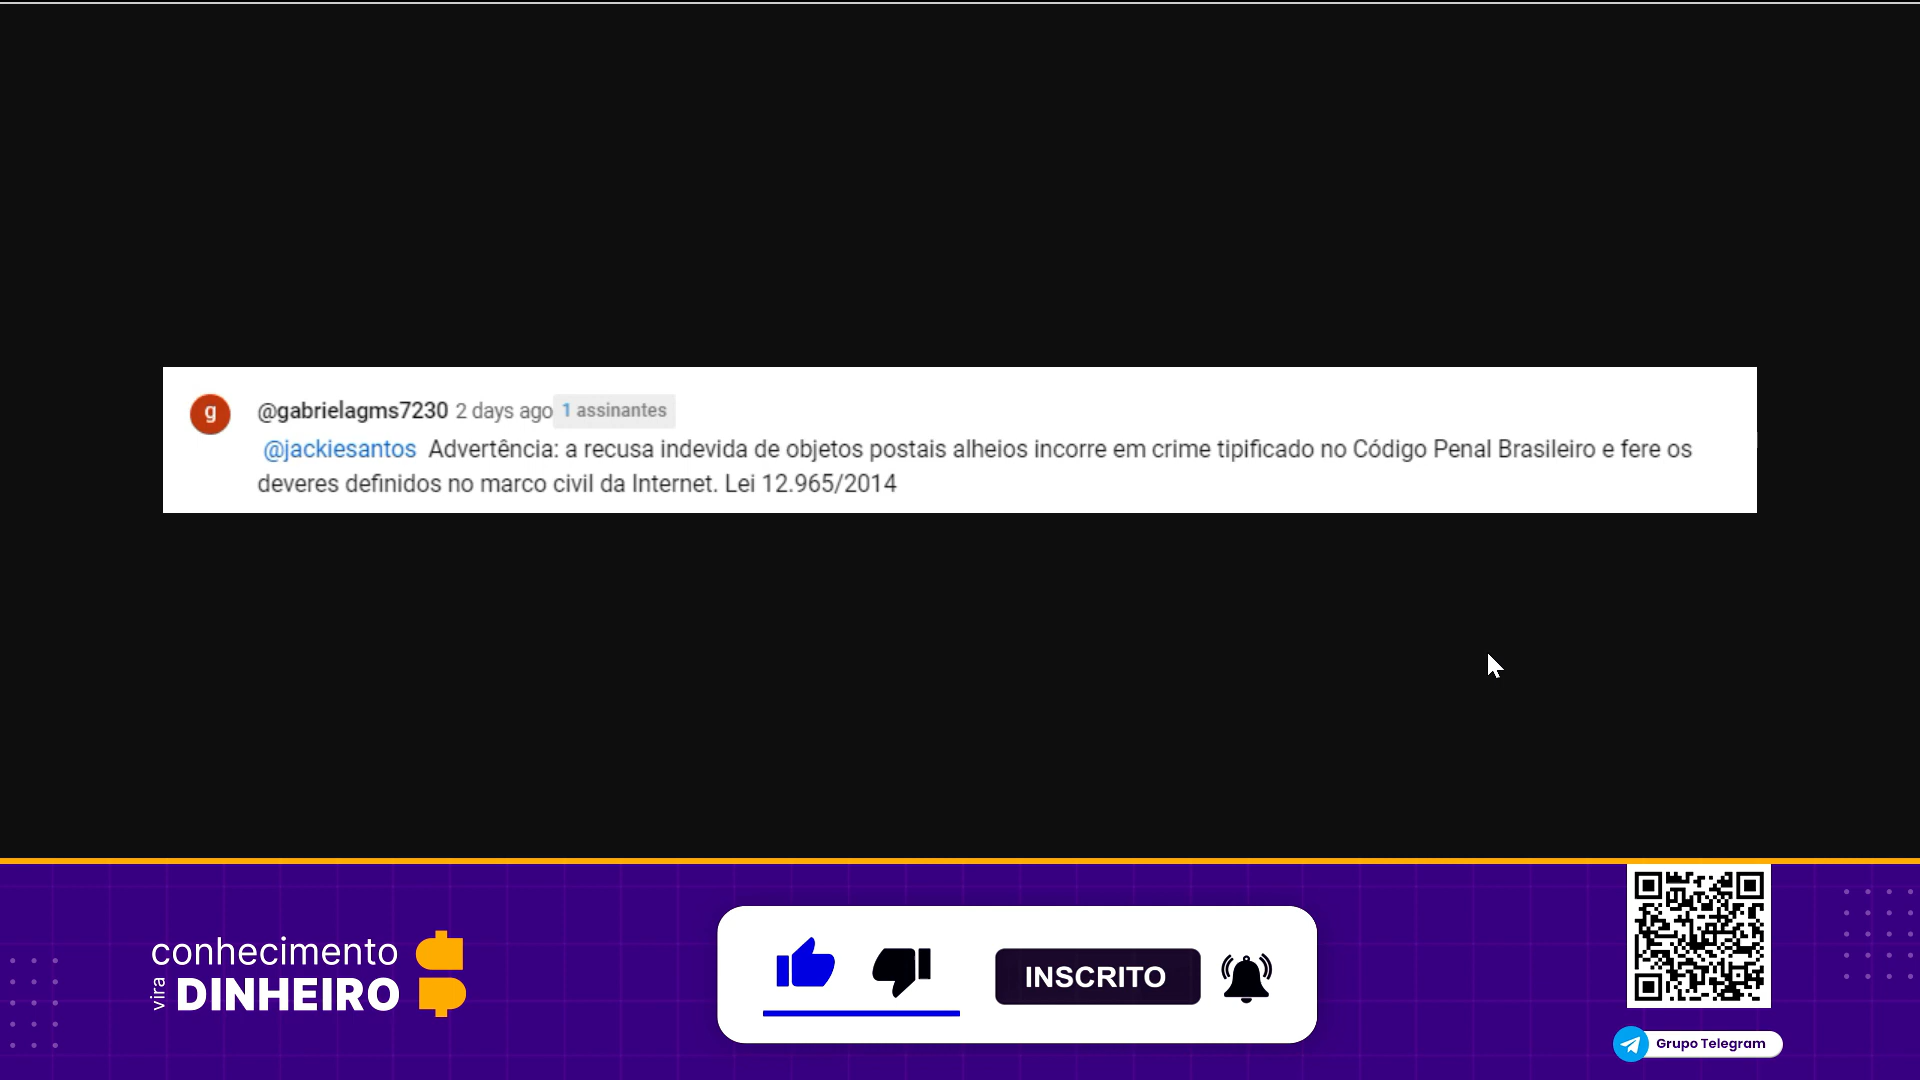 g
@gabrielagms7230 2 days ago 1 assinantes
@jackiesantos Advertência: a recusa indevida de objetos postais alheios incorre em crime tipificado no Código Penal Brasileiro e fere os
deveres definidos no marco civil da Internet. Lei 12.965/2014
conhecimento
vira DINHEIRO
INSCRITO
Grupo Telegram